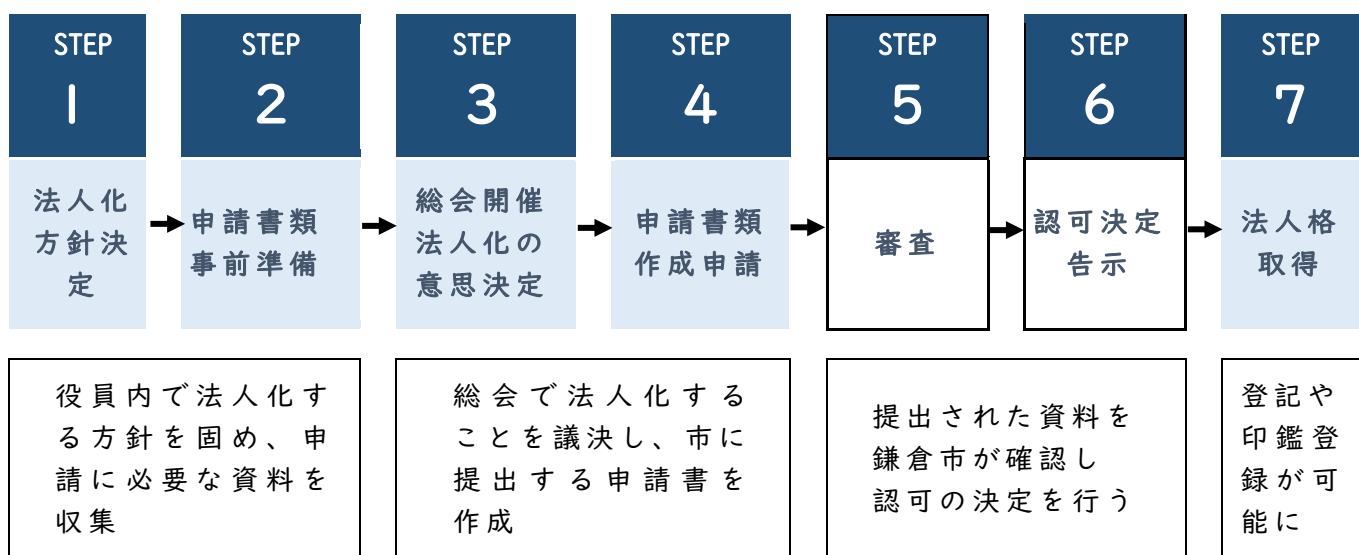 STEP
1
STEP
2
STEP
3
STEP
4
STEP
5
STEP
6
STEP
7
法人化
方針決
定
申請書類
事前準備
総会開催
法人化の
意思決定
申請書類
作成申請
審査
認可決定
告示
法人格
取得
役員内で法人化す
る方針を固め、申
請に必要な資料を
収集
総会で法人化する
ことを議決し、市に
提出する申請書を
作成
提出された資料を
鎌倉市が確認し
認可の決定を行う
登記や
印鑑登
録が可
能に